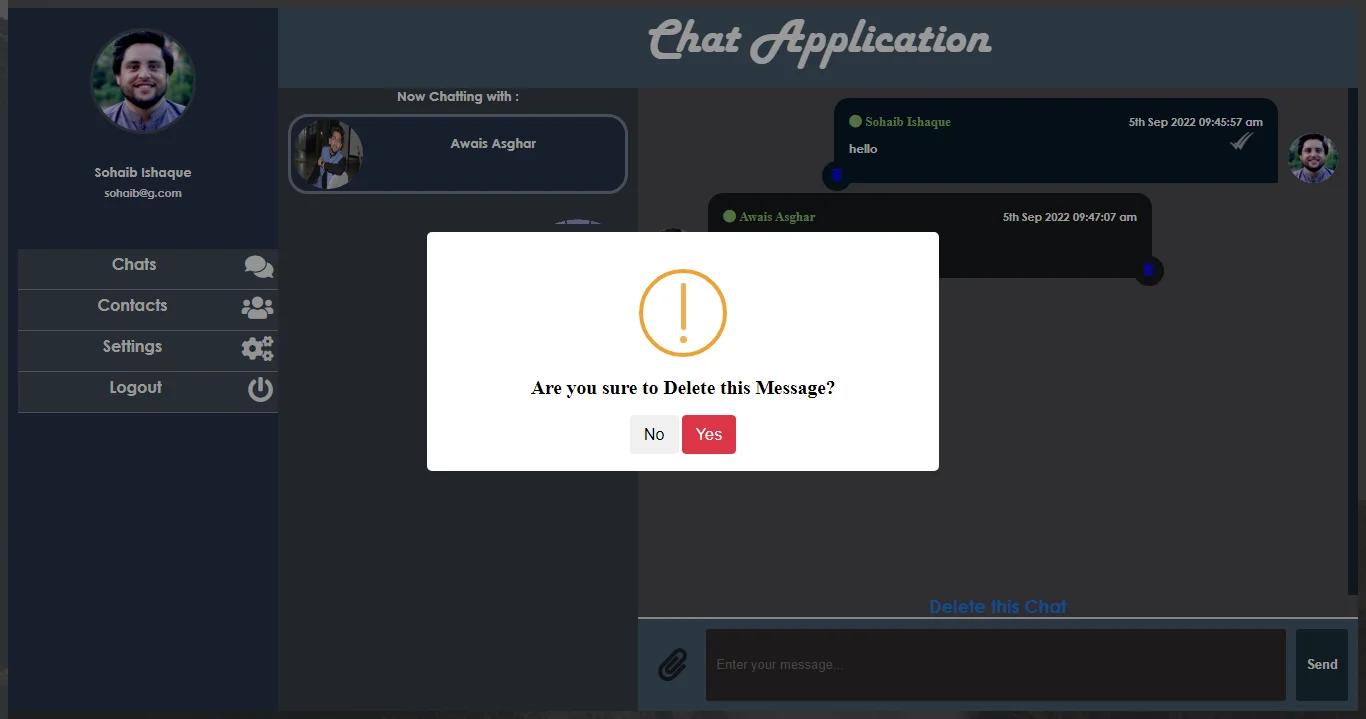 Chat Application
Sohaib Ishaque
sohaib@g.com
Chats
Contacts
Settings
Logout
Now Chatting with :
Awais Asghar
Sohaib Ishaque
5th Sep 2022 09:45:57 am
hello
Awais Asghar
5th Sep 2022 09:47:07 am
Are you sure to Delete this Message?
No
Yes
Delete this Chat
Enter your message...
Send